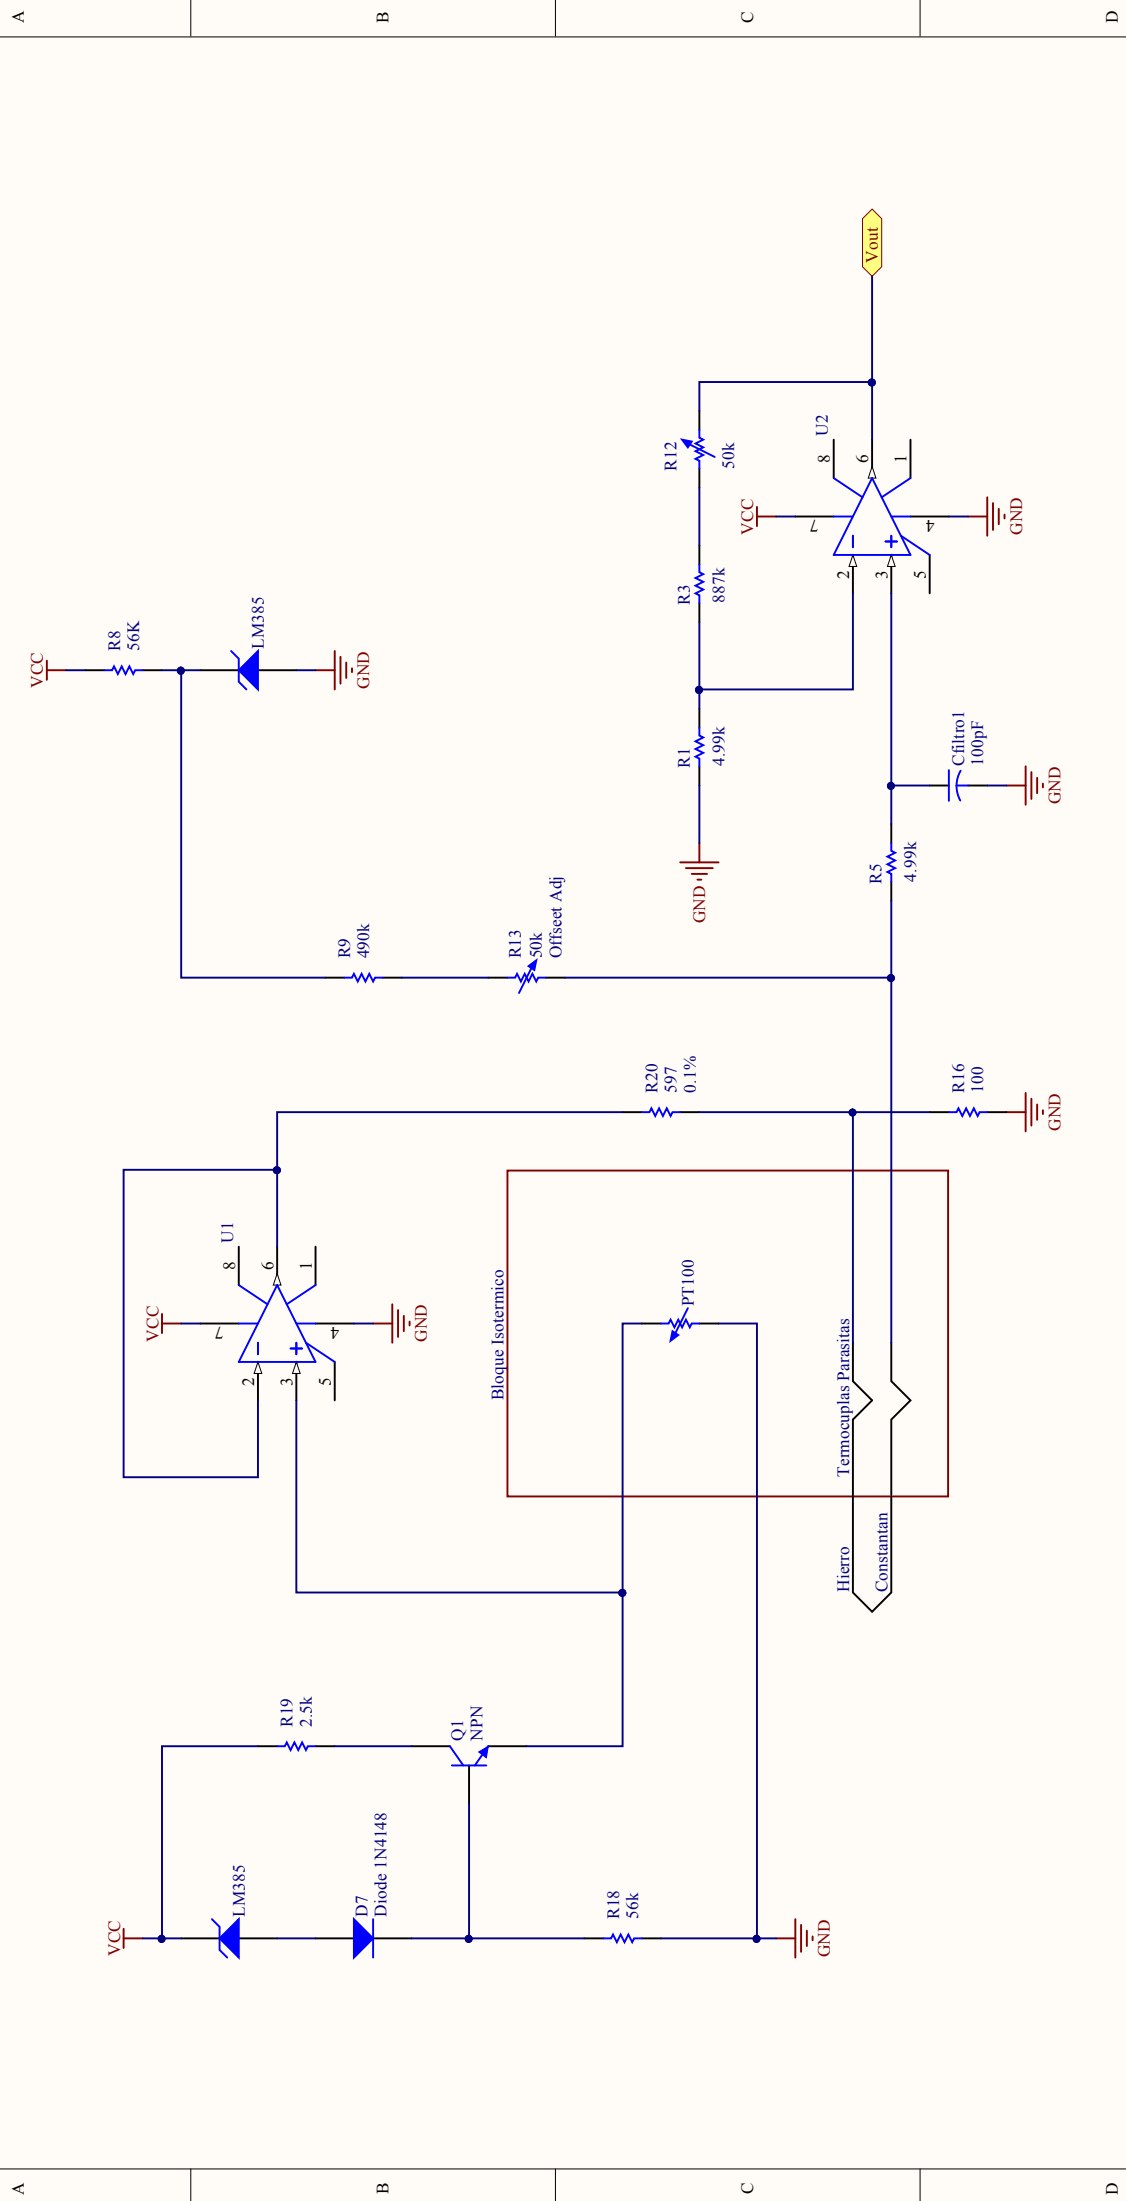 A
B
C
D
VCC
R8
56K
LM385
GND
Vout
R12
50k
R3
887k
R1
4.99k
GND
VCC
U2
8
6
1
7
4
2
3
5
GND
Cfiltro1
100pF
GND
R5
4.99k
R9
490k
R13
50k
Offseet Adj
R20
597
0.1%
R16
100
GND
VCC
U1
8
6
1
7
4
2
3
5
GND
Bloque Isotermico
PT100
Termocuplas Parasitas
Hierro
Constantan
R19
2.5k
Q1
NPN
VCC
LM385
D7
Diode 1N4148
R18
56k
GND
A
B
C
D